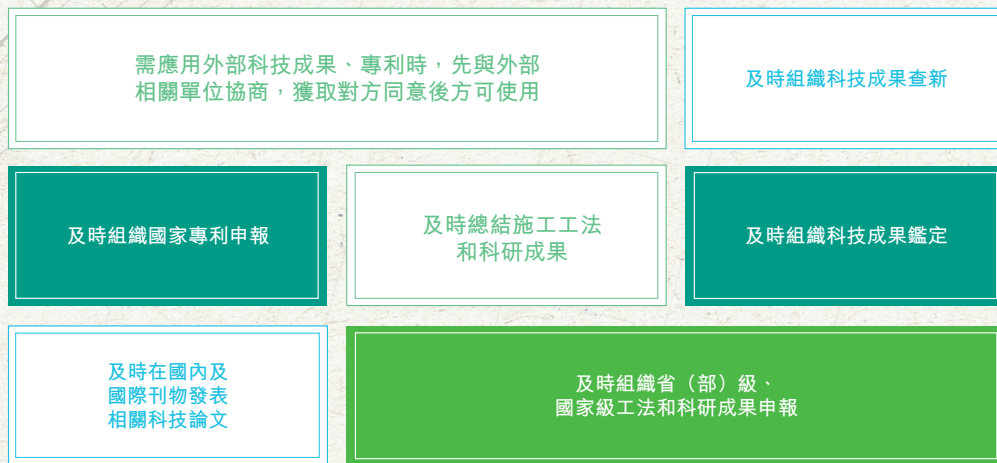 需應用外部科技成果、專利時，先與外部
相關單位協商，獲取對方同意後方可使用
及時組織科技成果查新
及時組織國家專利申報
及時總結施工工法
和科研成果
及時組織科技成果鑑定
及時在國內及
國際刊物發表
相關科技論文
及時組織省（部）級、
國家級工法和科研成果申報